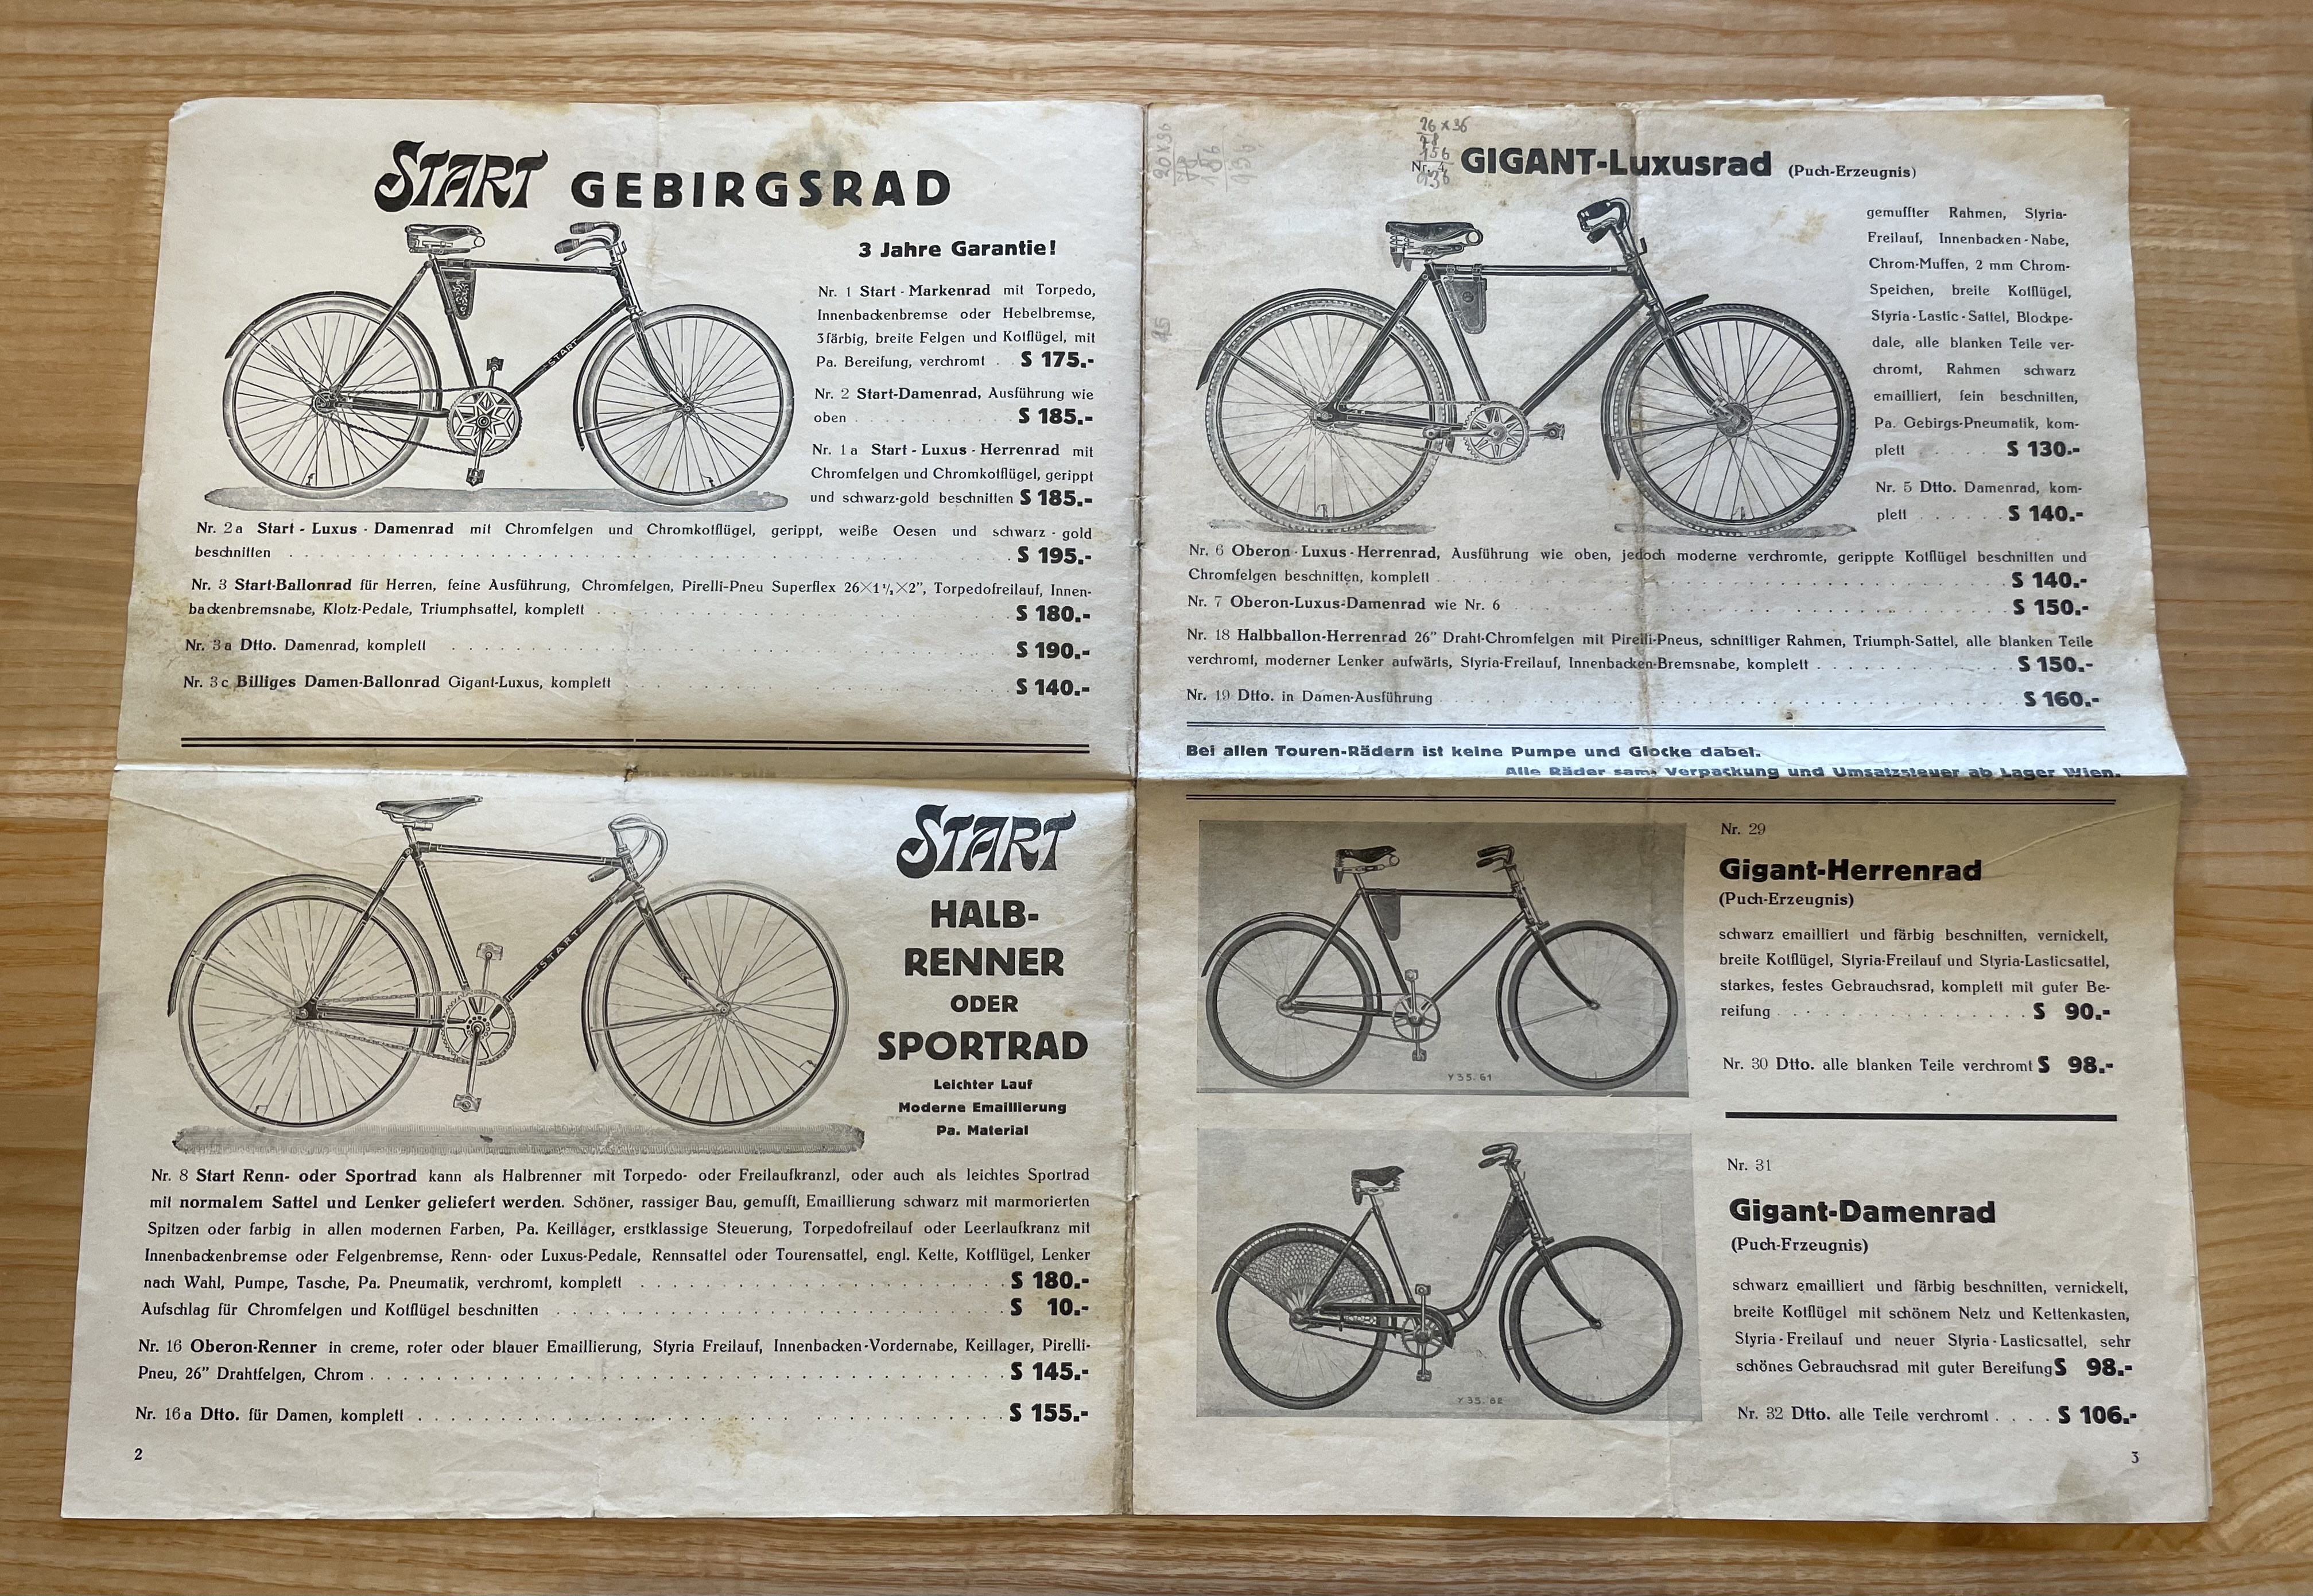 START GEBIRGSRAD
3 Jahre Garantie!
START
Nr. 1 Start-Markenrad mit Torpedo,
Innenbackenbremse oder Hebelbremse,
3färbig, breite Felgen und Kotflügel, mit
Pa. Bereifung, verchromt . . S 175.-
Nr. 2 Start-Damenrad, Ausführung wie
oben . . . . . . . . . . S 185.-
Nr. 1a Start-Luxus-Herrenrad mit
Chromfelgen und Chromkotflügel, gerippt
und schwarz-gold beschnitten S 185.-
Nr. 2a Start-Luxus-Damenrad mit Chromfelgen und Chromkotflügel, gerippt, weiße Oesen und schwarz-gold
beschnitten . . . . . . . . . . S 195.-
Nr. 3 Start-Ballonrad für Herren, feine Ausführung, Chromfelgen, Pirelli-Pneu Superflex 26×1½×2", Torpedofreilauf, Innen-
backenbremsnabe, Klotz-Pedale, Triumphsattel, komplett . . . . . . . . . . S 180.-
Nr. 3a Dtto. Damenrad, komplett . . . . . . . . . . S 190.-
Nr. 3c Billiges Damen-Ballonrad Gigant-Luxus, komplett . . . . . . . . . . S 140.-
START
HALB-
RENNER
ODER
SPORTRAD
Leichter Lauf
Moderne Emaillierung
Pa. Material
START
Nr. 8 Start Renn- oder Sportrad kann als Halbrenner mit Torpedo- oder Freilaufkranzl, oder auch als leichtes Sportrad
mit normalem Sattel und Lenker geliefert werden. Schöner, rassiger Bau, gemufft, Emaillierung schwarz mit marmorierten
Spitzen oder farbig in allen modernen Farben, Pa. Keillager, erstklassige Steuerung, Torpedofreilauf oder Leerlaufkranz mit
Innenbackenbremse oder Felgenbremse, Renn- oder Luxus-Pedale, Rennsattel oder Tourensattel, engl. Kette, Kotflügel, Lenker
nach Wahl, Pumpe, Tasche, Pa. Pneumatik, verchromt, komplett . . . . . . . . . . S 180.-
Aufschlag für Chromfelgen und Kotflügel beschnitten . . . . . . . . . . S 10.-
Nr. 16 Oberon-Renner in creme, roter oder blauer Emaillierung, Styria Freilauf, Innenbacken-Vordernabe, Keillager, Pirelli-
Pneu, 26" Drahtfelgen, Chrom . . . . . . . . . . S 145.-
Nr. 16a Dtto. für Damen, komplett . . . . . . . . . . S 155.-
2
26 x 36
156
936
Nr. GIGANT-Luxusrad (Puch-Erzeugnis)
gemuffter Rahmen, Styria-
Freilauf, Innenbacken-Nabe,
Chrom-Muffen, 2 mm Chrom-
Speichen, breite Kotflügel,
Styria-Lastic-Sattel, Blockpe-
dale, alle blanken Teile ver-
chromt, Rahmen schwarz
emailliert, fein beschnitten,
Pa. Gebirgs-Pneumatik, kom-
plett . . . . S 130.-
Nr. 5 Dtto. Damenrad, kom-
plett . . . . . S 140.-
Nr. 6 Oberon-Luxus-Herrenrad, Ausführung wie oben, jedoch moderne verchromte, gerippte Kotflügel beschnitten und
Chromfelgen beschnitten, komplett . . . . . . . . . . S 140.-
Nr. 7 Oberon-Luxus-Damenrad wie Nr. 6 . . . . . . . . . . S 150.-
Nr. 18 Halbballon-Herrenrad 26" Draht-Chromfelgen mit Pirelli-Pneus, schnittiger Rahmen, Triumph-Sattel, alle blanken Teile
verchromt, moderner Lenker aufwärts, Styria-Freilauf, Innenbacken-Bremsnabe, komplett . . . . . . . . . . S 150.-
Nr. 19 Dtto. in Damen-Ausführung . . . . . . . . . . S 160.-
Bei allen Touren-Rädern ist keine Pumpe und Glocke dabei.
Alle Räder samt Verpackung und Umsatzsteuer ab Lager Wien.
Nr. 29
Gigant-Herrenrad
(Puch-Erzeugnis)
schwarz emailliert und färbig beschnitten, vernickelt,
breite Kotflügel, Styria-Freilauf und Styria-Lasticsattel,
starkes, festes Gebrauchsrad, komplett mit guter Be-
reifung . . . . . . . . . . S 90.-
Nr. 30 Dtto. alle blanken Teile verchromt S 98.-
Y 35. 61
Nr. 31
Gigant-Damenrad
(Puch-Frzeugnis)
schwarz emailliert und färbig beschnitten, vernickelt,
breite Kotflügel mit schönem Netz und Kettenkasten,
Styria-Freilauf und neuer Styria-Lasticsattel, sehr
schönes Gebrauchsrad mit guter Bereifung S 98.-
Nr. 32 Dtto. alle Teile verchromt . . . . S 106.-
Y 35. 62
3